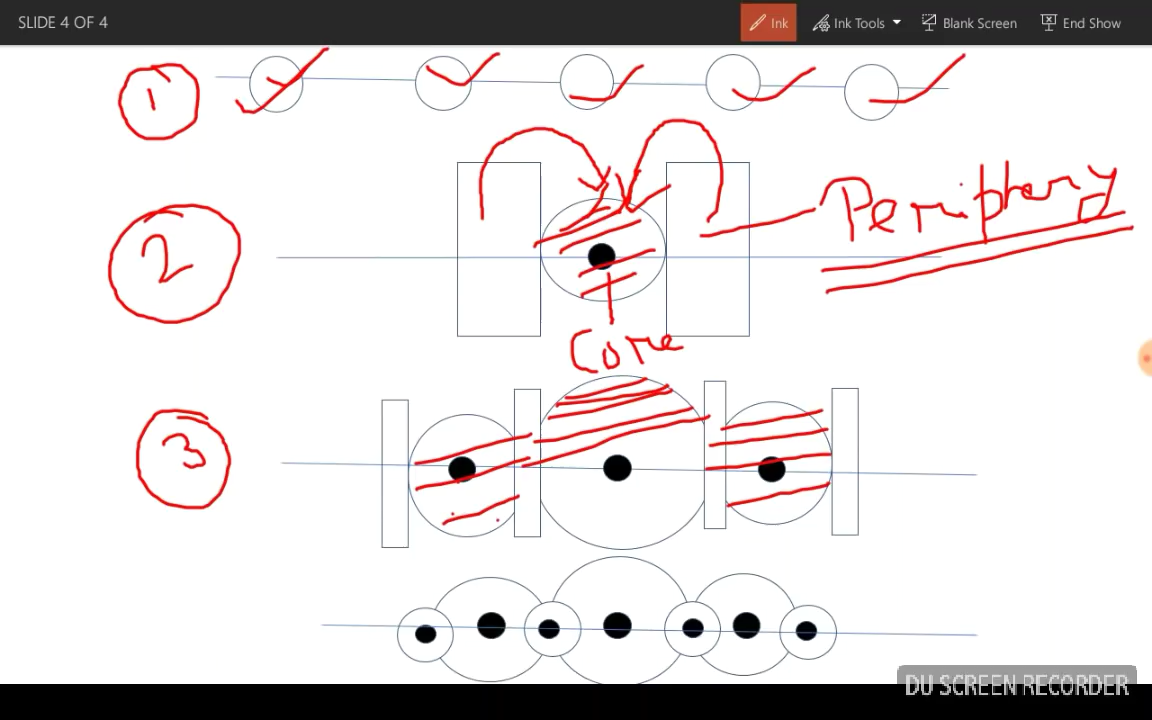 SLIDE 4 OF 4
Ink
Ink Tools
Blank Screen
End Show
1
2
Periphery
Core
3
DU SCREEN RECORDER